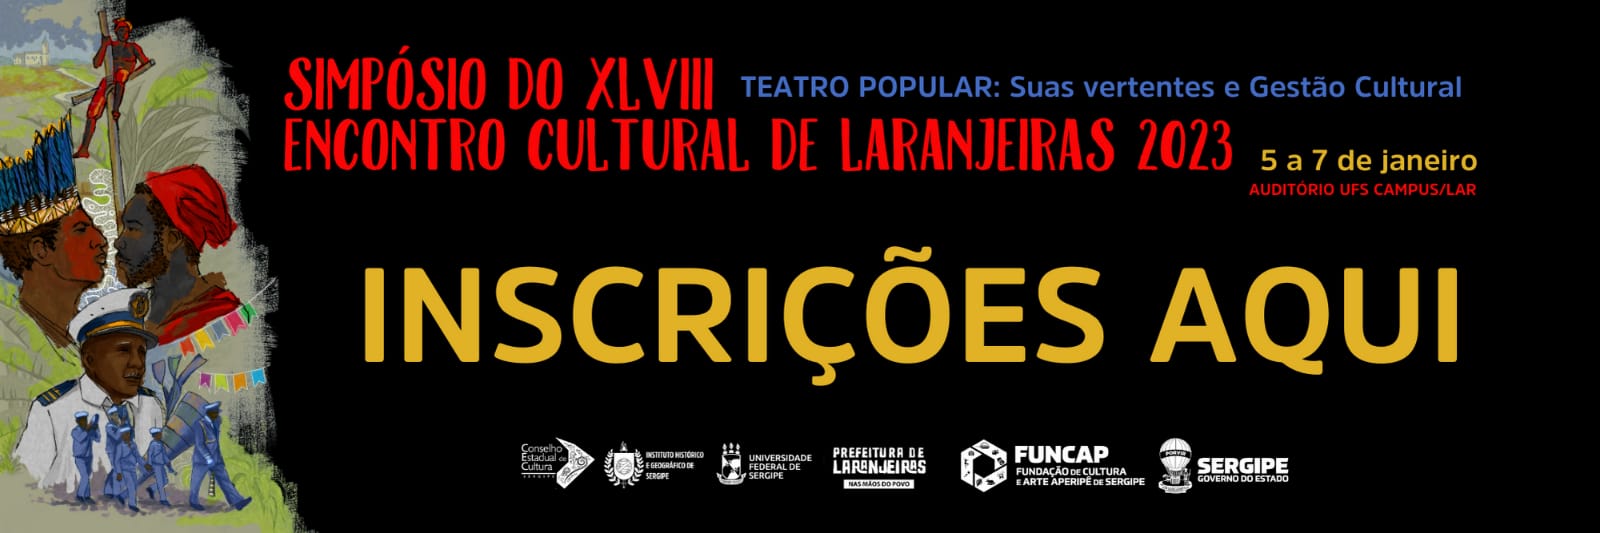 SIMPÓSIO DO XLVIII
ENCONTRO CULTURAL DE LARANJEIRAS 2023
TEATRO POPULAR: Suas vertentes e Gestão Cultural
5 a 7 de janeiro
AUDITÓRIO UFS CAMPUS/LAR
INSCRIÇÕES AQUI
Conselho
Estadual de
Cultura
SERGIPE
INSTITUTO HISTÓRICO
E GEOGRÁFICO DE
SERGIPE
UNIVERSIDADE
FEDERAL DE
SERGIPE
PREFEITURA DE
LARANJEIRAS
NAS MÃOS DO POVO
FUNCAP
FUNDAÇÃO DE CULTURA
E ARTE APERIPÊ DE SERGIPE
PORVIR
SERGIPE
GOVERNO DO ESTADO